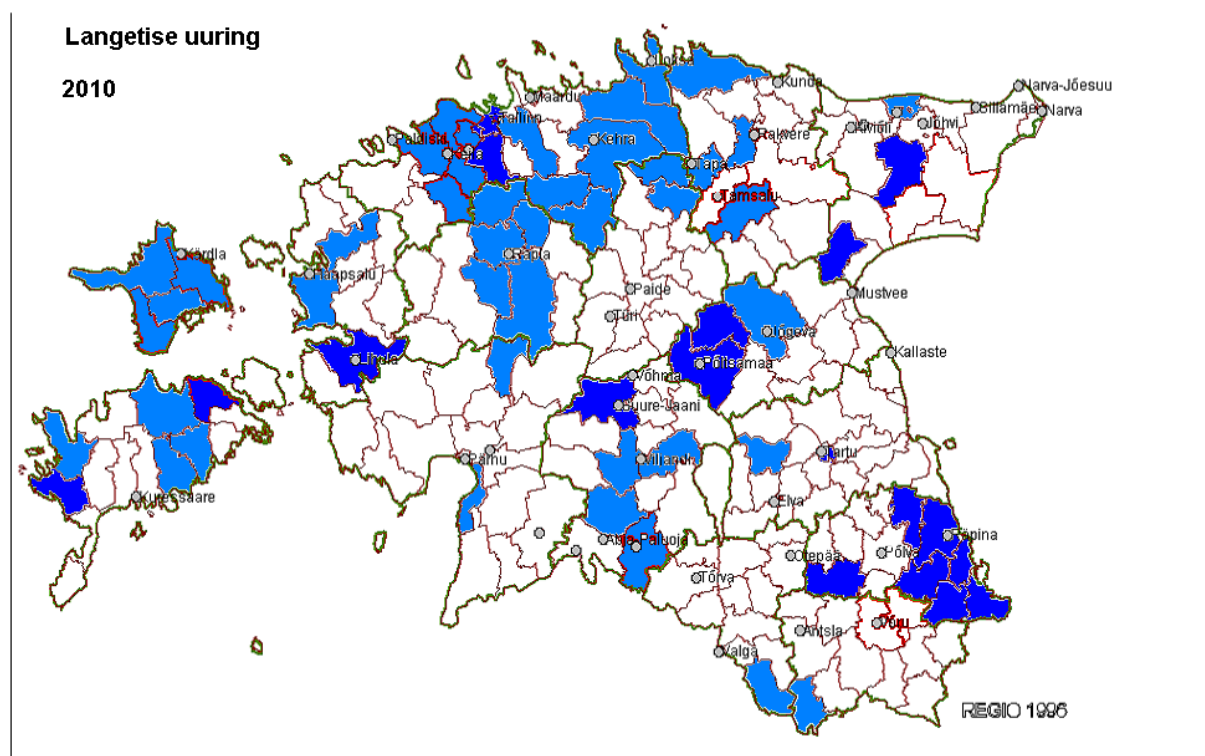 Langetise uuring
2010
Loksa
Kunda
Narva-Jõesuu
Maardu
Sillamäe
Narva
Tallinn
Kiviõli
Jõhvi
Paldiski
Kehra
Rakvere
Keila
Tapa
Tamsalu
Kärdla
Rapla
Haapsalu
Paide
Mustvee
Türi
Jõgeva
Lihula
Põltsamaa
Kallaste
Võhma
Suure-Jaani
Pärnu
Viljandi
Tartu
Kuressaare
Elva
Abja-Paluoja
Räpina
Otepää
Põlva
Tõrva
Antsla
Võru
Valga
REGIO 1996